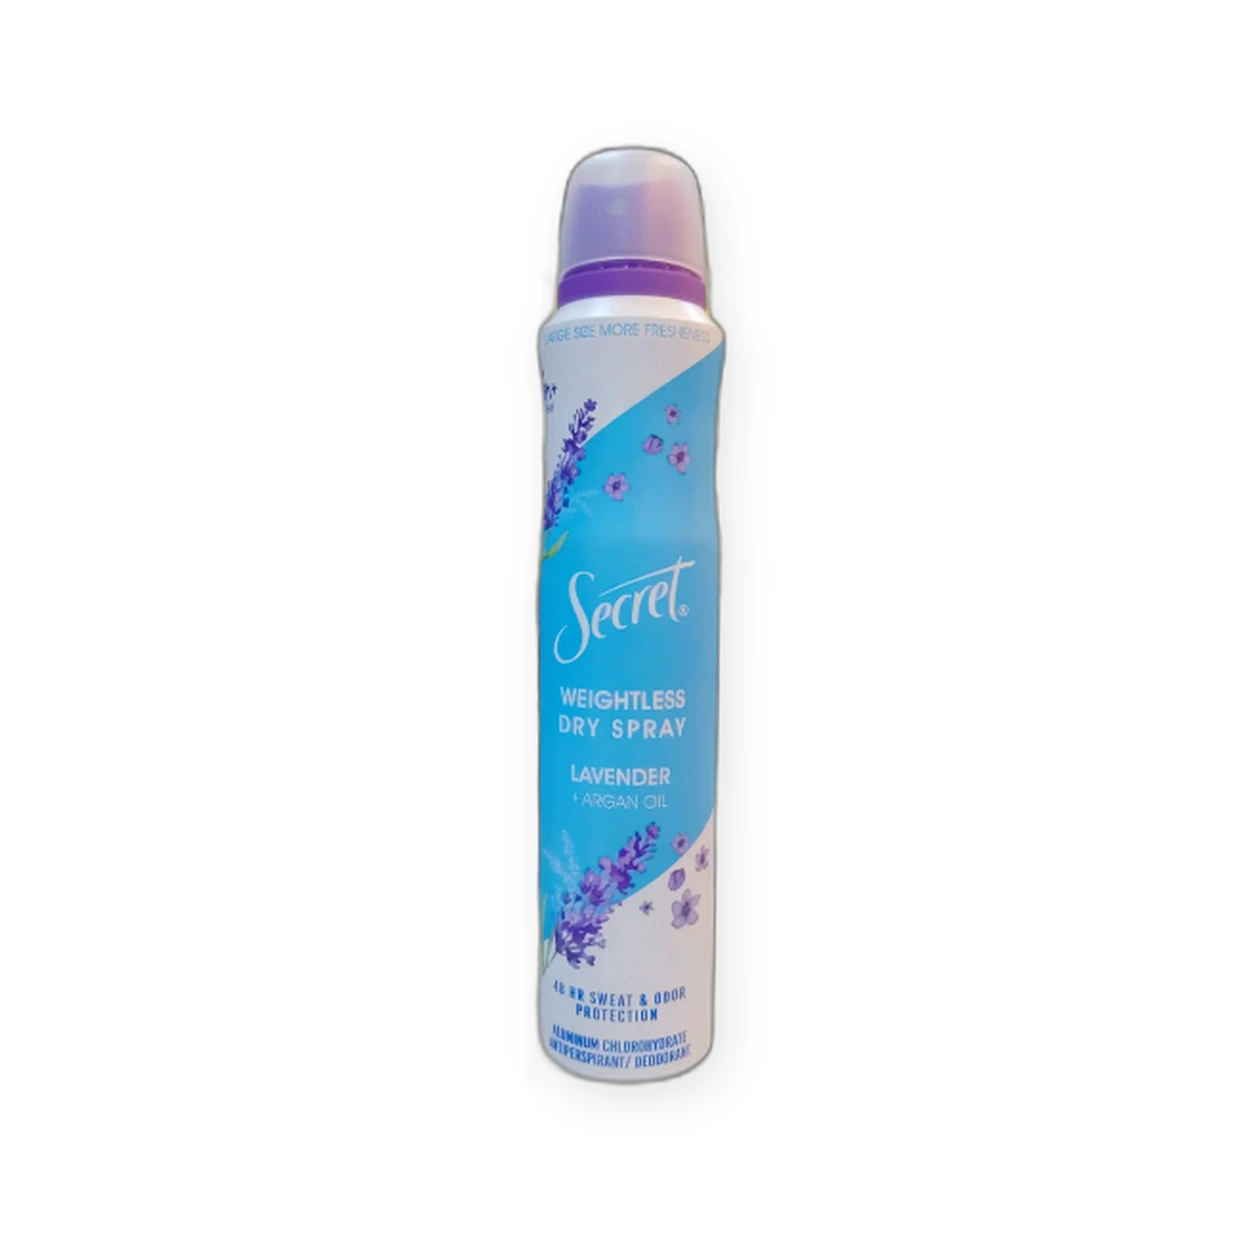 LARGE SIZE MORE FRESHENESS
Secret®
WEIGHTLESS
DRY SPRAY
LAVENDER
+ ARGAN OIL
48 HR SWEAT & ODOR
PROTECTION
ALUMINUM CHLOROHYDRATE
ANTIPERSPIRANT/ DEODORANT